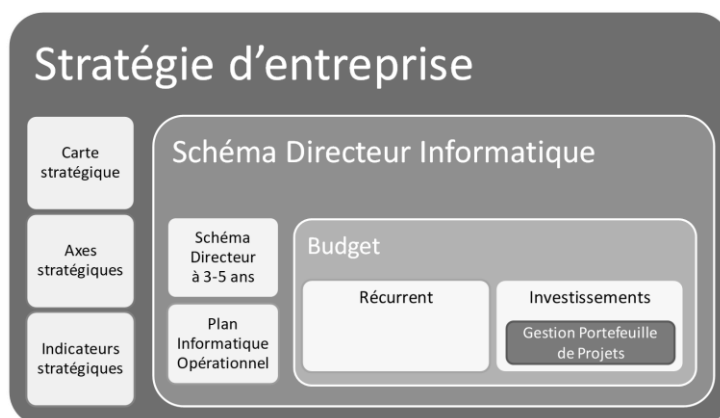 Stratégie d'entreprise
Carte
stratégique
Axes
stratégiques
Indicateurs
stratégiques
Schéma Directeur Informatique
Schéma
Directeur
à 3-5 ans
Plan
Informatique
Opérationnel
Budget
Récurrent
Investissements
Gestion Portefeuille
de Projets